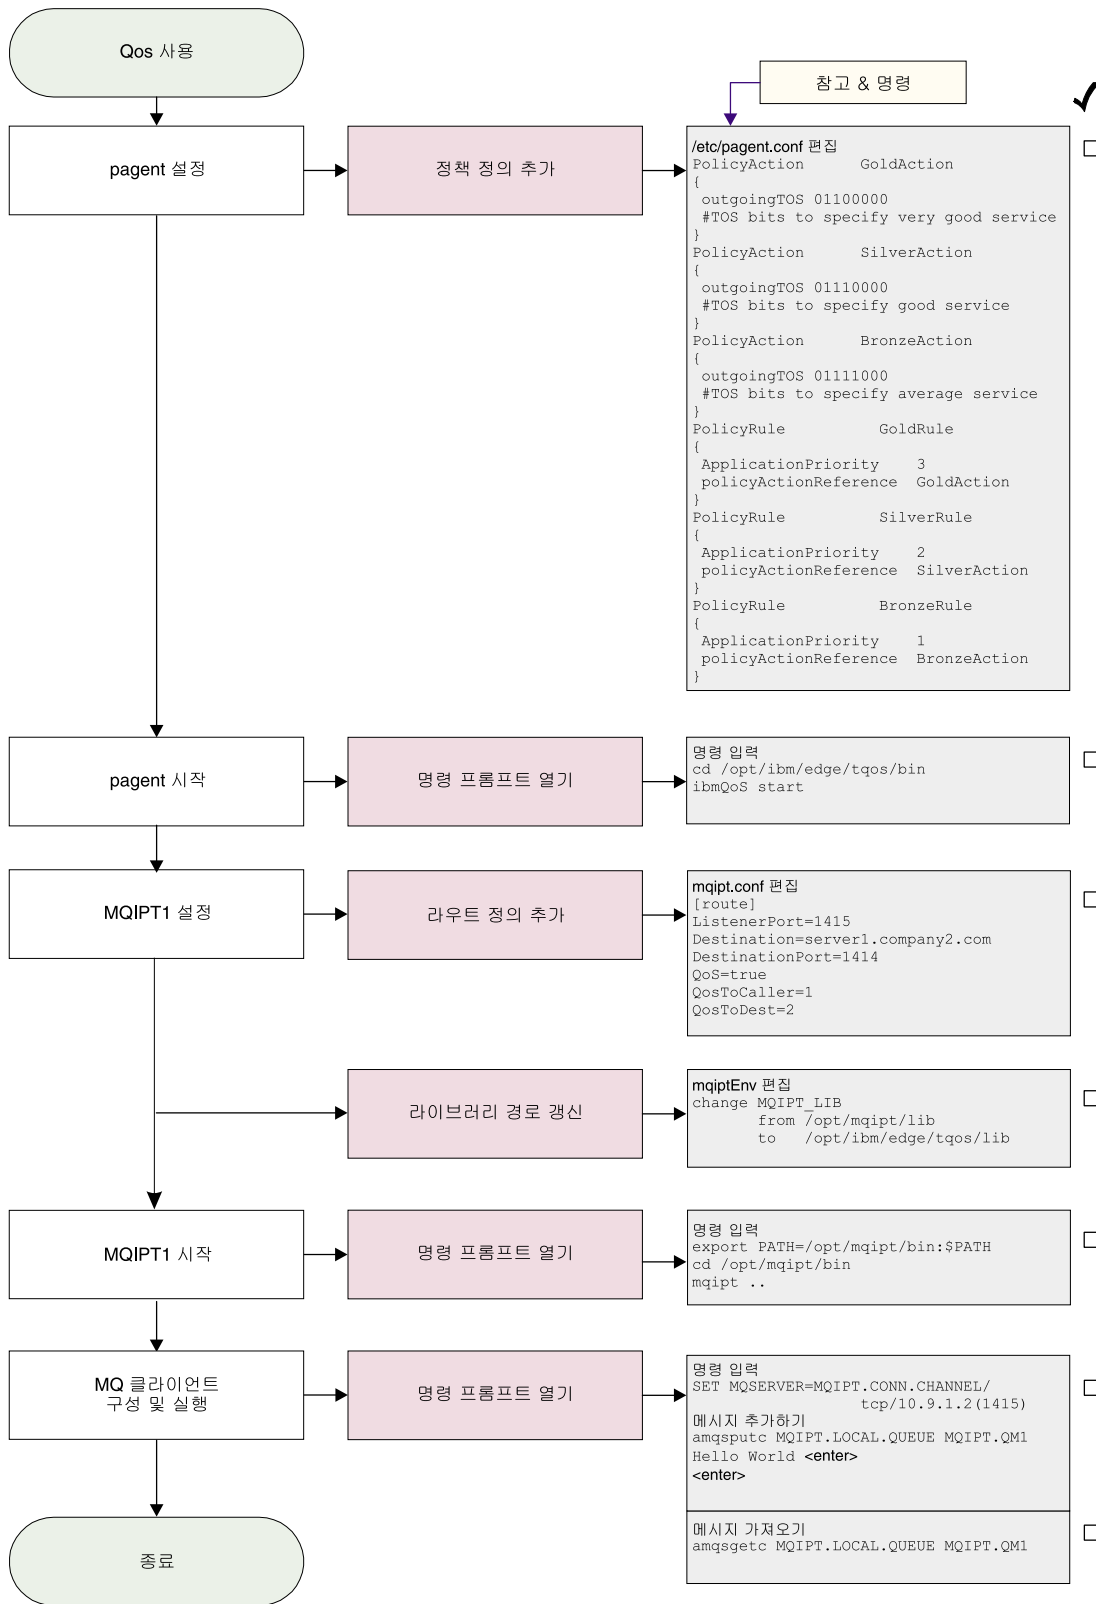 Qos 사용
참고 & 명령
pagent 설정
정책 정의 추가
/etc/pagent.conf 편집
PolicyAction      GoldAction
{
 outgoingTOS 01100000
 #TOS bits to specify very good service
}
PolicyAction      SilverAction
{
 outgoingTOS 01110000
 #TOS bits to specify good service
}
PolicyAction      BronzeAction
{
 outgoingTOS 01111000
 #TOS bits to specify average service
}
PolicyRule          GoldRule
{
 ApplicationPriority    3
 policyActionReference  GoldAction
}
PolicyRule          SilverRule
{
 ApplicationPriority    2
 policyActionReference  SilverAction
}
PolicyRule          BronzeRule
{
 ApplicationPriority    1
 policyActionReference  BronzeAction
}
pagent 시작
명령 프롬프트 열기
명령 입력
cd /opt/ibm/edge/tqos/bin
ibmQoS start
MQIPT1 설정
라우트 정의 추가
mqipt.conf 편집
[route]
ListenerPort=1415
Destination=server1.company2.com
DestinationPort=1414
QoS=true
QosToCaller=1
QosToDest=2
라이브러리 경로 갱신
mqiptEnv 편집
change MQIPT_LIB
       from /opt/mqipt/lib
       to   /opt/ibm/edge/tqos/lib
MQIPT1 시작
명령 프롬프트 열기
명령 입력
export PATH=/opt/mqipt/bin:$PATH
cd /opt/mqipt/bin
mqipt ..
MQ 클라이언트
구성 및 실행
명령 프롬프트 열기
명령 입력
SET MQSERVER=MQIPT.CONN.CHANNEL/
                  tcp/10.9.1.2(1415)
메시지 추가하기
amqsputc MQIPT.LOCAL.QUEUE MQIPT.QM1
Hello World <enter>
<enter>
메시지 가져오기
amqsgetc MQIPT.LOCAL.QUEUE MQIPT.QM1
종료